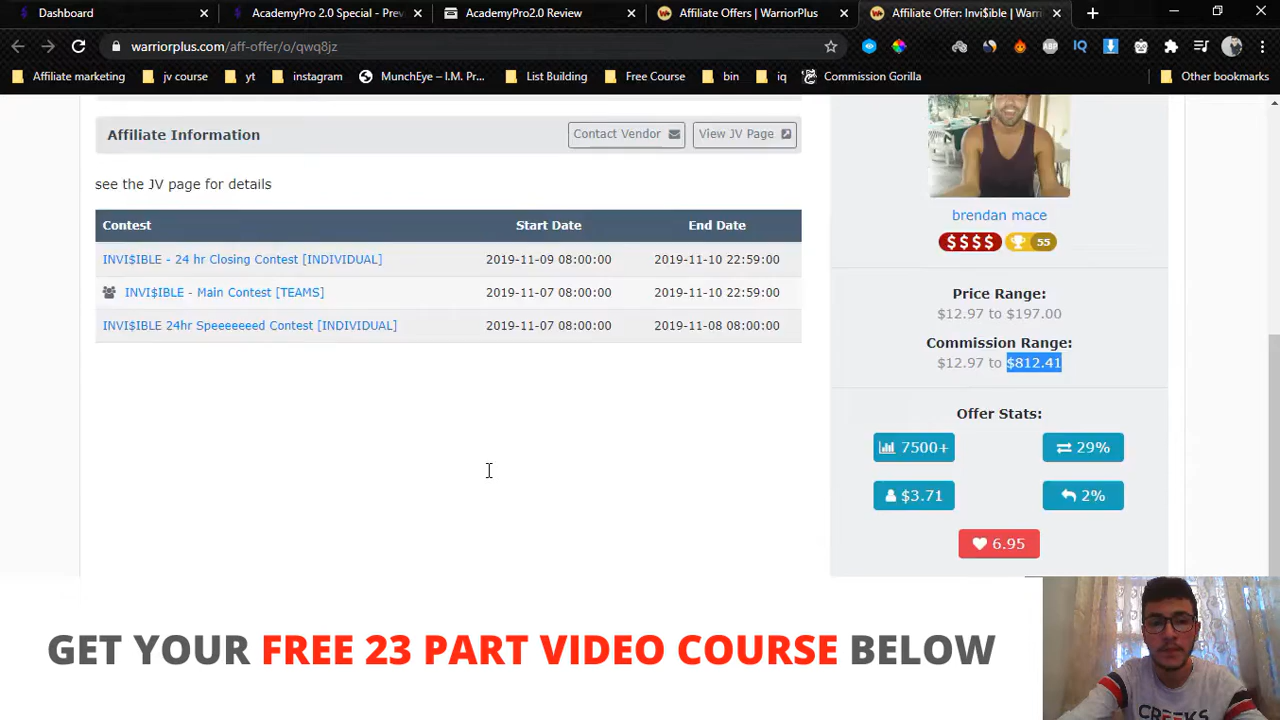 Dashboard
AcademyPro 2.0 Special - Prev
AcademyPro2.0 Review
Affiliate Offers | WarriorPlus
Affiliate Offer: Invi$ible | Warri
warriorplus.com/aff-offer/o/qwq8jz
ABP
IQ
Affiliate marketing
jv course
yt
instagram
MunchEye – I.M. Pr...
List Building
Free Course
bin
iq
Commission Gorilla
Other bookmarks
Affiliate Information
Contact Vendor
View JV Page
see the JV page for details
Contest Start Date End Date
INVI$IBLE - 24 hr Closing Contest [INDIVIDUAL] 2019-11-09 08:00:00 2019-11-10 22:59:00
INVI$IBLE - Main Contest [TEAMS] 2019-11-07 08:00:00 2019-11-10 22:59:00
INVI$IBLE 24hr Speeeeeeed Contest [INDIVIDUAL] 2019-11-07 08:00:00 2019-11-08 08:00:00
brendan mace
$$$$ 55
Price Range:
$12.97 to $197.00
Commission Range:
$12.97 to $812.41
Offer Stats:
7500+ 29%
$3.71 2%
6.95
GET YOUR FREE 23 PART VIDEO COURSE BELOW
CREEKS